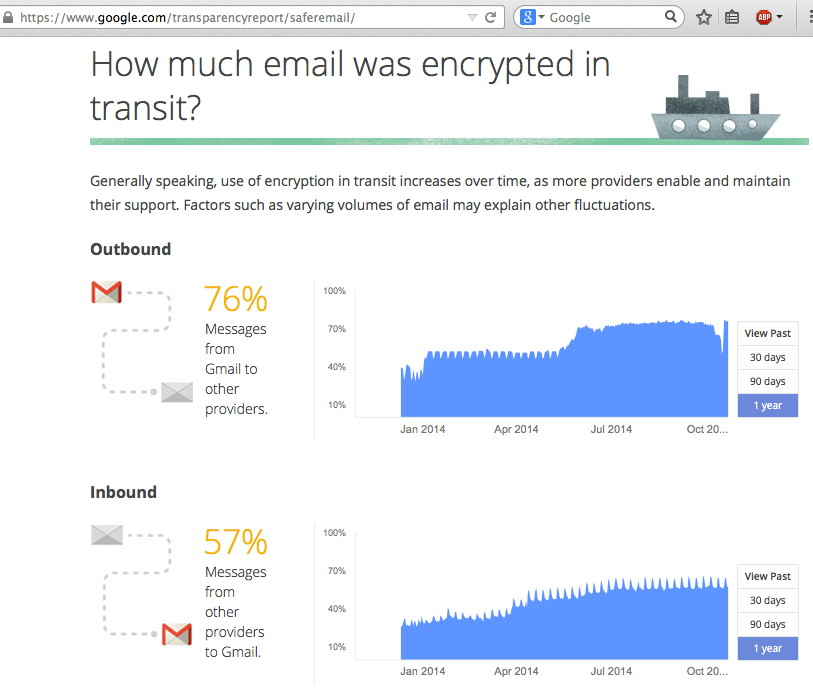 https://www.google.com/transparencyreport/saferemail/
8 Google
ABP
How much email was encrypted in
transit?
Generally speaking, use of encryption in transit increases over time, as more providers enable and maintain
their support. Factors such as varying volumes of email may explain other fluctuations.
Outbound
76%
Messages
from
Gmail to
other
providers.
100%
70%
40%
10%
Jan 2014 Apr 2014 Jul 2014 Oct 20...
View Past
30 days
90 days
1 year
Inbound
57%
Messages
from
other
providers
to Gmail.
100%
70%
40%
10%
Jan 2014 Apr 2014 Jul 2014 Oct 20...
View Past
30 days
90 days
1 year